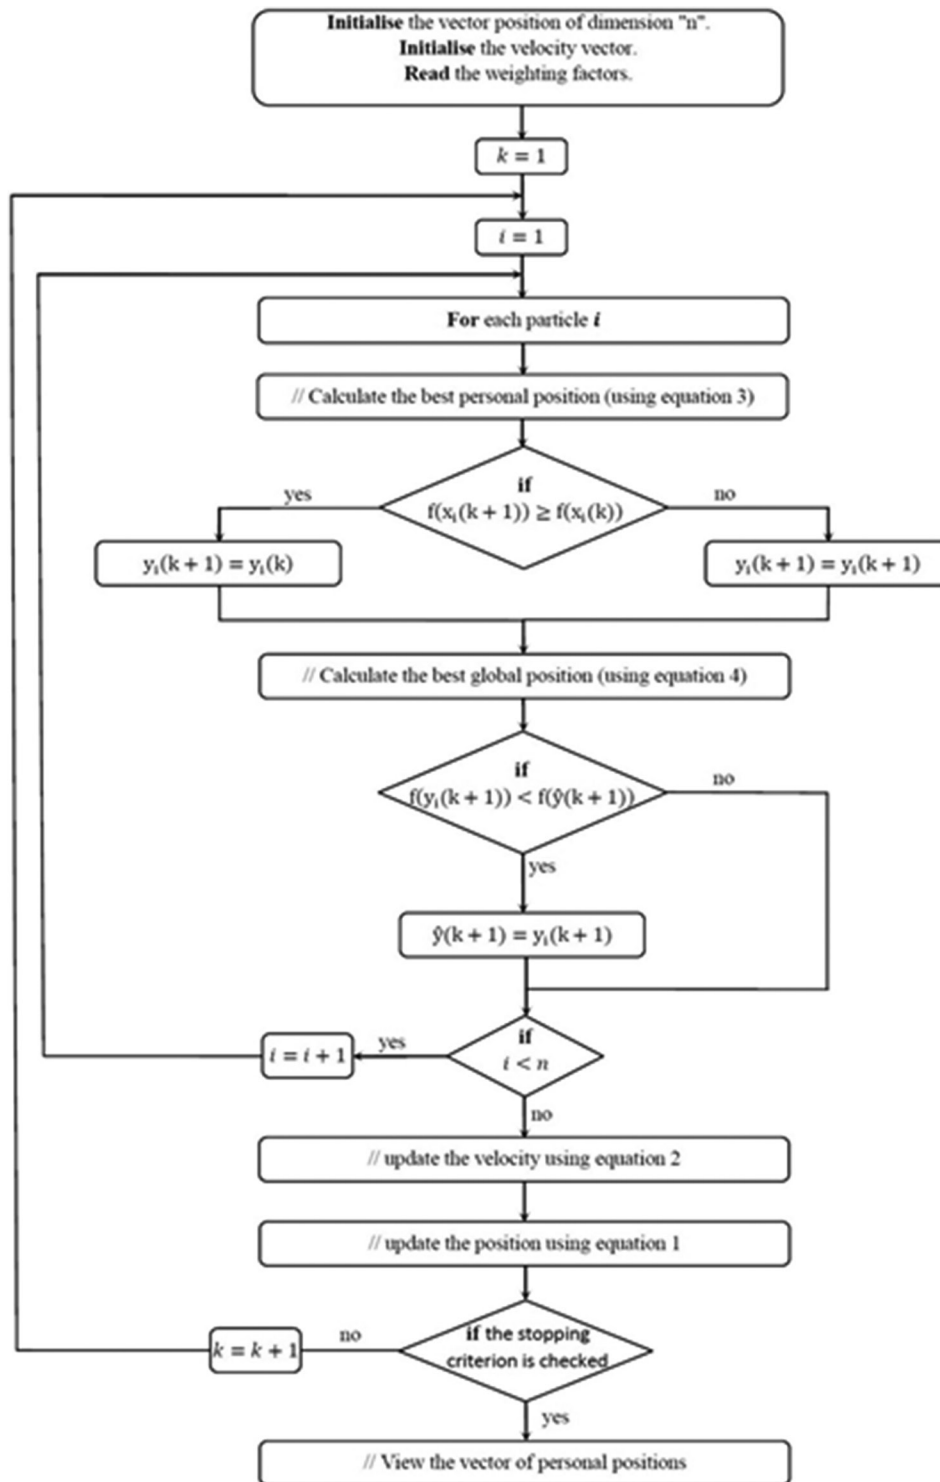 Initialise the vector position of dimension "n".
Initialise the velocity vector.
Read the weighting factors.
k = 1
i = 1
For each particle i
// Calculate the best personal position (using equation 3)
if
f(xᵢ(k + 1)) ≥ f(xᵢ(k))
yes
no
yᵢ(k + 1) = yᵢ(k)
yᵢ(k + 1) = yᵢ(k + 1)
// Calculate the best global position (using equation 4)
if
f(yᵢ(k + 1)) < f(ŷ(k + 1))
no
yes
ŷ(k + 1) = yᵢ(k + 1)
if
i < n
yes
i = i + 1
no
// update the velocity using equation 2
// update the position using equation 1
if the stopping
criterion is checked
no
k = k + 1
yes
// View the vector of personal positions